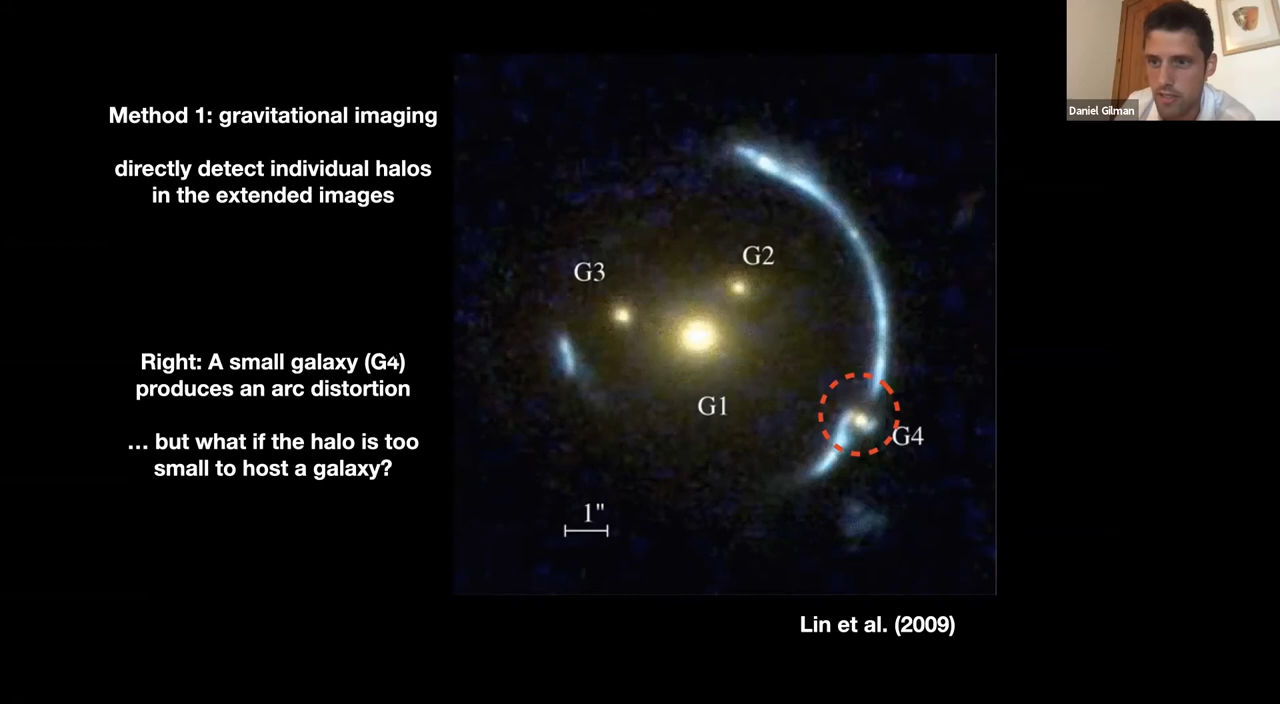 Method 1: gravitational imaging
directly detect individual halos
in the extended images
Right: A small galaxy (G4)
produces an arc distortion
… but what if the halo is too
small to host a galaxy?
G3
G2
G1
G4
1"
Lin et al. (2009)
Daniel Gilman